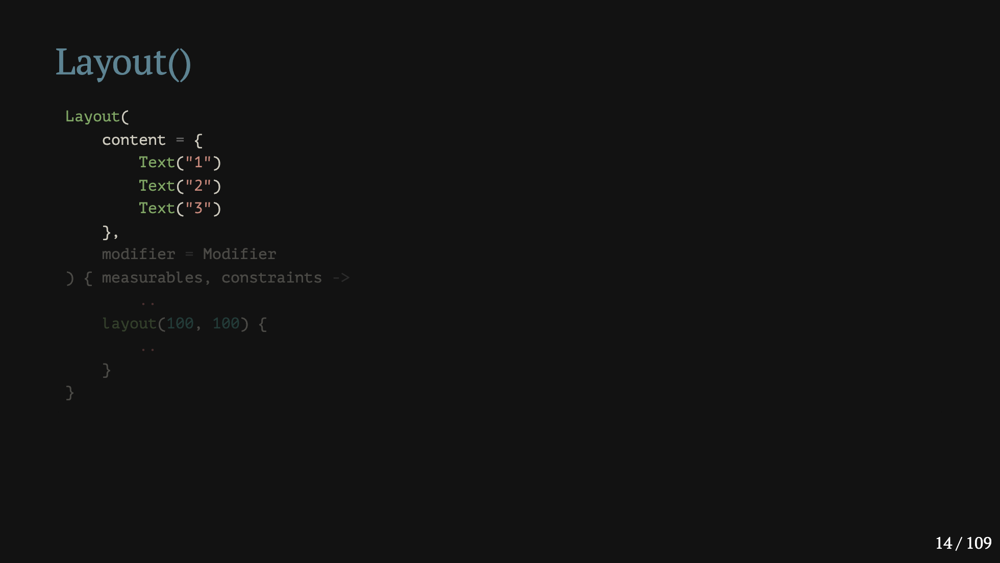 Layout()
Layout(
    content = {
        Text("1")
        Text("2")
        Text("3")
    },
    modifier = Modifier
) { measurables, constraints ->
        ..
    layout(100, 100) {
        ..
    }
}
14 / 109